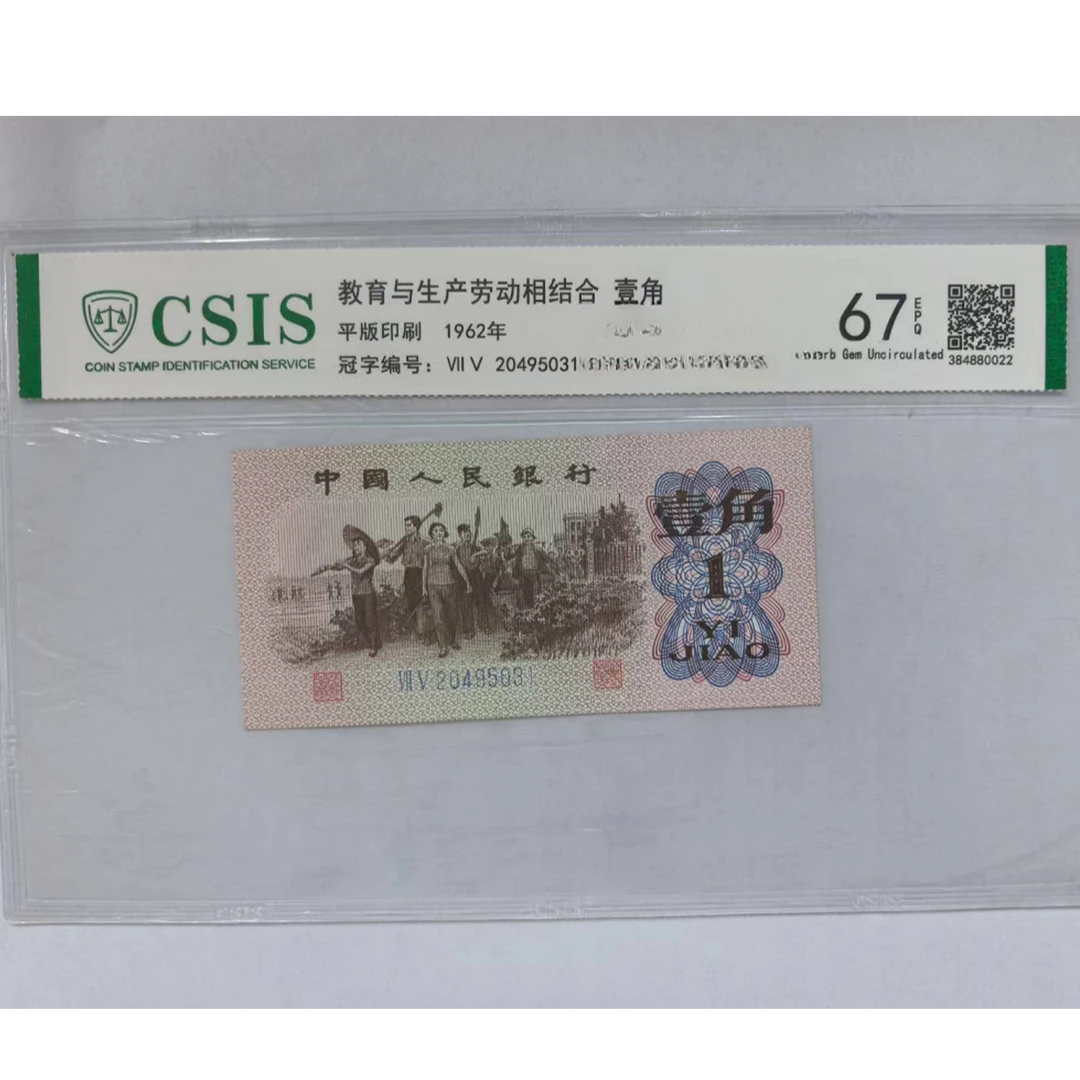 CSIS
COIN STAMP IDENTIFICATION SERVICE
教育与生产劳动相结合 壹角
平版印刷 1962年
冠字编号: VII V 20495031
67 EPQ
Gem Uncirculated
384880022
中國人民銀行
壹角
1
YI
JIAO
VII V 20495031
CSIS
CSIS